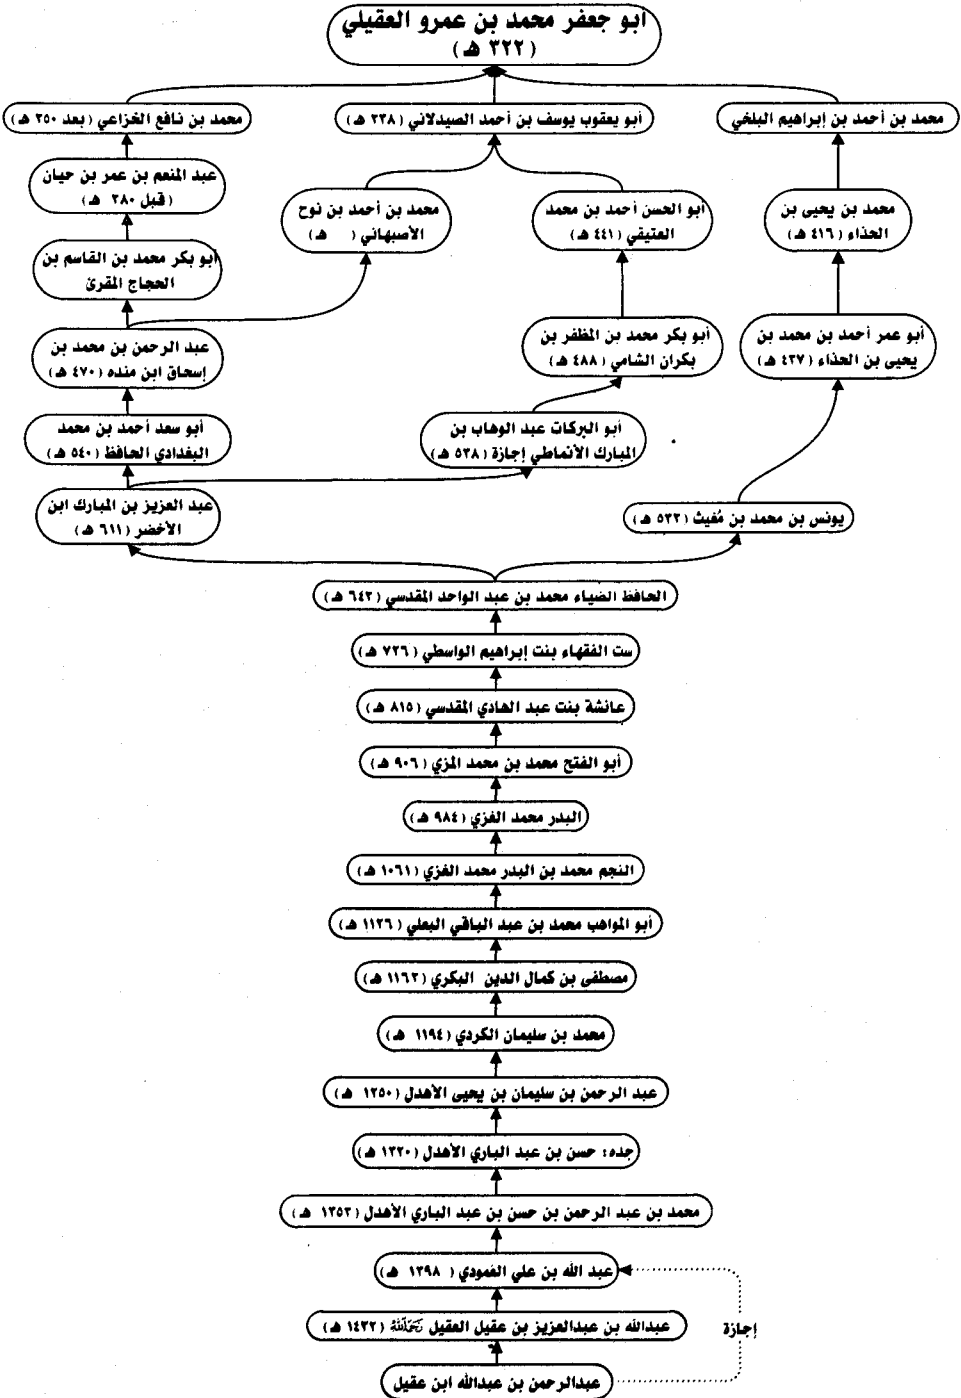 ابو جعفر محمد بن عمرو العقيلي
(٣٢٢ هـ)
محمد بن أحمد بن إبراهيم البلخي
أبو يعقوب يوسف بن أحمد الصيدلاني (٣٣٨ هـ)
محمد بن نافع الخزاعي (بعد ٣٥٠ هـ)
عبد المنعم بن عمر بن حيان
(قبل ٣٨٠ هـ)
محمد بن يحيى بن
الحذاء (٤١٦ هـ)
أبو الحسن أحمد بن محمد
العتيقي (٤٤١ هـ)
محمد بن أحمد بن نوح
الأصبهاني ( هـ)
أبو بكر محمد بن القاسم بن
الحجاج المقرئ
أبو عمر أحمد بن محمد بن
يحيى بن الحذاء (٤٣٧ هـ)
أبو بكر محمد بن المظفر بن
بكران الشامي (٤٨٨ هـ)
عبد الرحمن بن محمد بن
إسحاق ابن منده (٤٧٠ هـ)
أبو البركات عبد الوهاب بن
المبارك الأنماطي إجازة (٥٣٨ هـ)
أبو سعد أحمد بن محمد
البغدادي الحافظ (٥٤٠ هـ)
يونس بن محمد بن مُغيث (٥٣٢ هـ)
عبد العزيز بن المبارك ابن
الأخضر (٦١١ هـ)
الحافظ الضياء محمد بن عبد الواحد المقدسي (٦٤٣ هـ)
ست الفقهاء بنت إبراهيم الواسطي (٧٢٦ هـ)
عائشة بنت عبد الهادي المقدسي (٨١٥ هـ)
أبو الفتح محمد بن محمد المزي (٩٠٦ هـ)
البدر محمد الغزي (٩٨٤ هـ)
النجم محمد بن البدر محمد الغزي (١٠٦١ هـ)
أبو المواهب محمد بن عبد الباقي البعلي (١١٢٦ هـ)
مصطفى بن كمال الدين البكري (١١٦٢ هـ)
محمد بن سليمان الكردي (١١٩٤ هـ)
عبد الرحمن بن سليمان بن يحيى الأهدل (١٢٥٠ هـ)
جده: حسن بن عبد الباري الأهدل (١٣٢٠ هـ)
محمد بن عبد الرحمن بن حسن بن عبد الباري الأهدل (١٣٥٣ هـ)
عبد الله بن علي العمودي (١٣٩٨ هـ)
عبدالله بن عبدالعزيز بن عقيل العقيل رَحِمَهُ اللَّهُ (١٤٣٢ هـ)
إجازة
عبدالرحمن بن عبدالله ابن عقيل